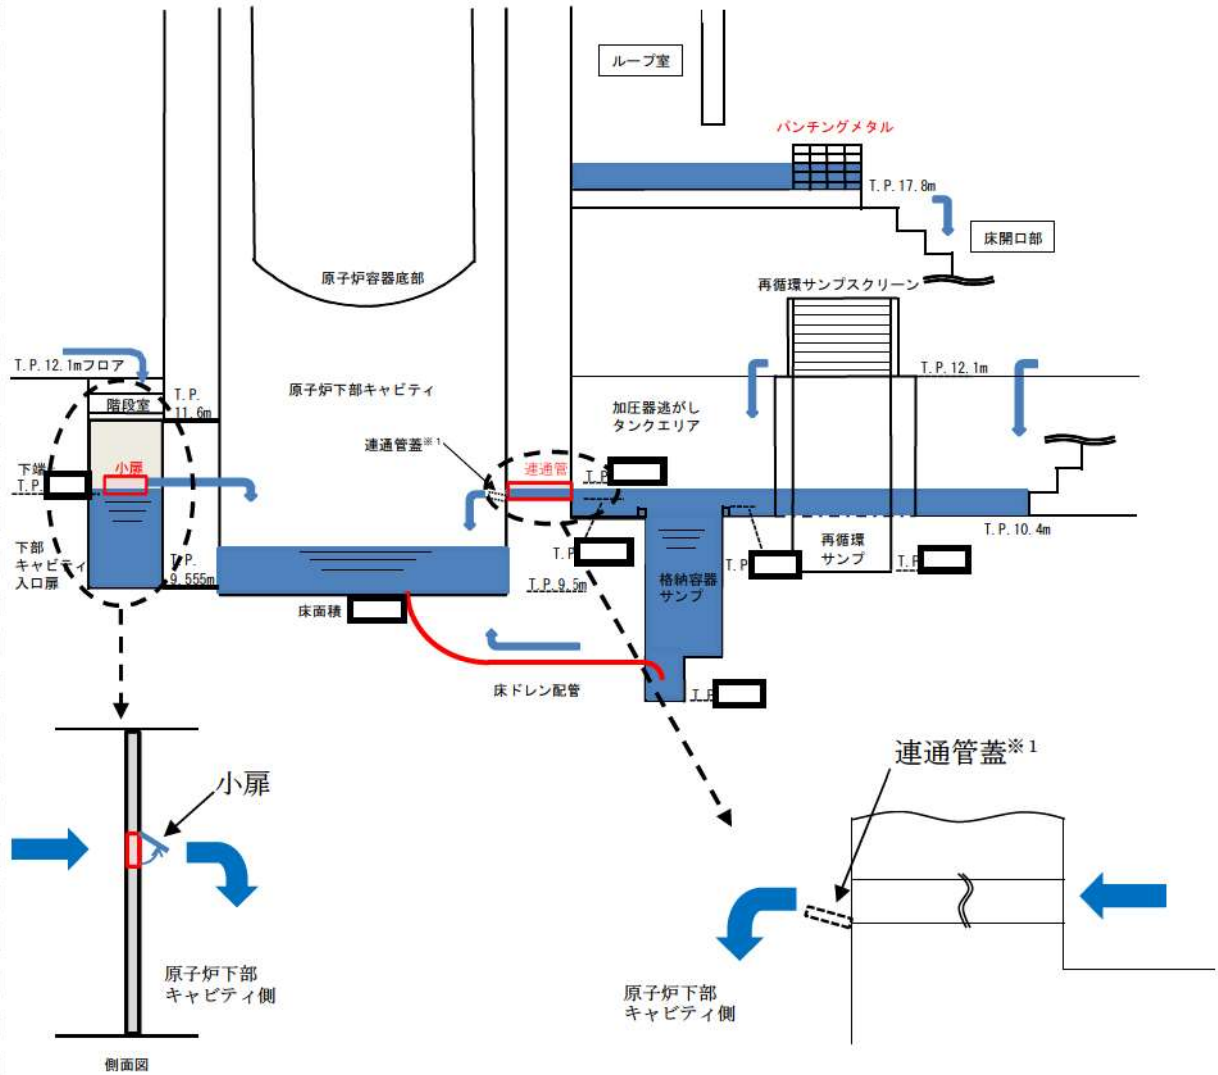 ループ室
パンチングメタル
T.P.17.8m
床開口部
原子炉容器底部
再循環サンプスクリーン
T.P.12.1mフロア
T.P.12.1m
階段室
T.P.
11.6m
原子炉下部キャビティ
加圧器逃がし
タンクエリア
連通管蓋※1
下端
T.P.
小扉
連通管
T.P
T.P.10.4m
下部
キャビティ
入口扉
T.P.
9.555m
T.P
T.P
再循環
サンプ
T.P.
T.P.9.5m
格納容器
サンプ
床面積
床ドレン配管
T.P
小扉
連通管蓋※1
原子炉下部
キャビティ側
原子炉下部
キャビティ側
側面図